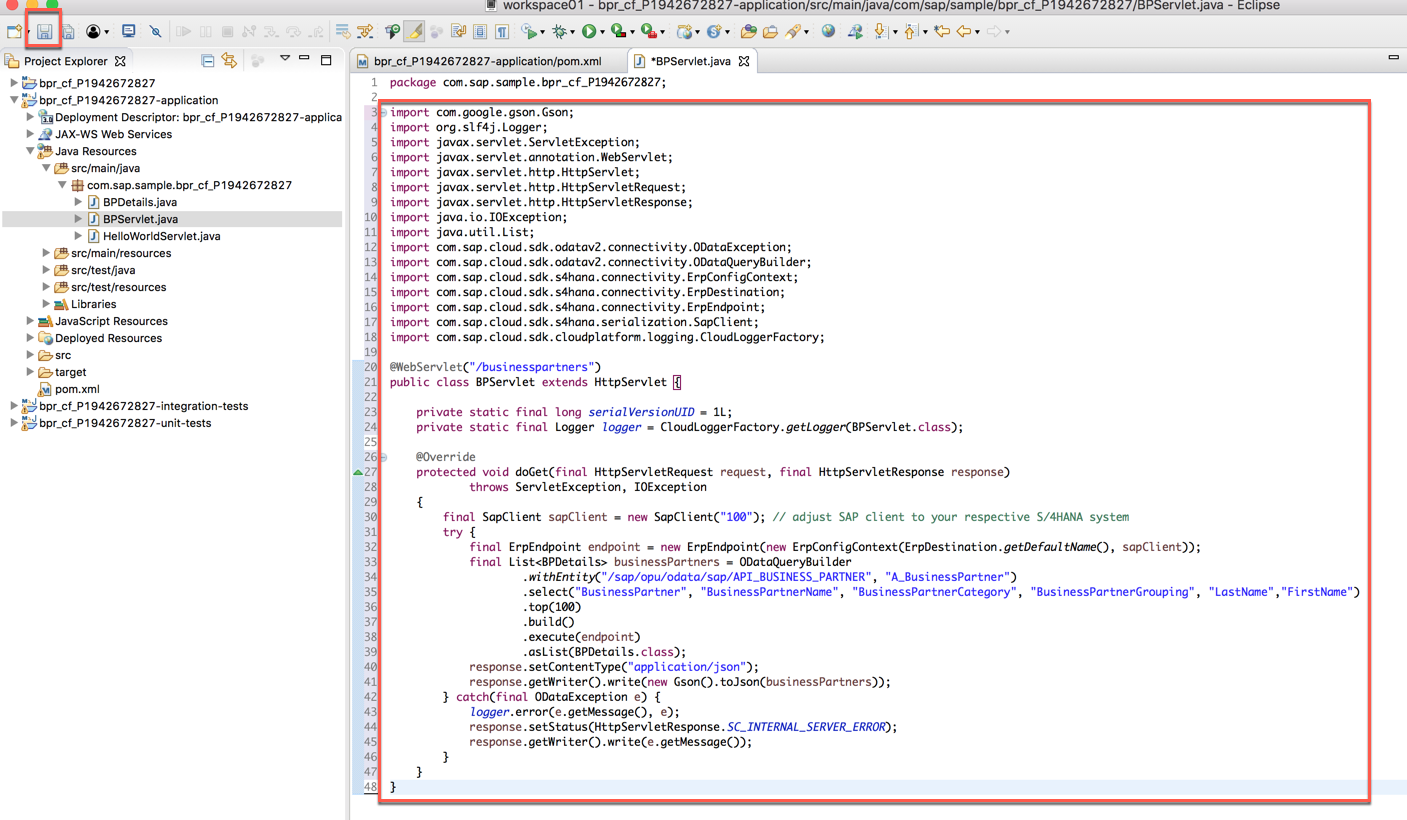 workspace01 - bpr_cf_P1942672827-application/src/main/java/com/sap/sample/bpr_cf_P1942672827/BPServlet.java - Eclipse
Project Explorer
bpr_cf_P1942672827
bpr_cf_P1942672827-application
Deployment Descriptor: bpr_cf_P1942672827-applica
JAX-WS Web Services
Java Resources
src/main/java
com.sap.sample.bpr_cf_P1942672827
BPDetails.java
BPServlet.java
HelloWorldServlet.java
src/main/resources
src/test/java
src/test/resources
Libraries
JavaScript Resources
Deployed Resources
src
target
pom.xml
bpr_cf_P1942672827-integration-tests
bpr_cf_P1942672827-unit-tests
bpr_cf_P1942672827-application/pom.xml
*BPServlet.java
1 package com.sap.sample.bpr_cf_P1942672827;
2
3 import com.google.gson.Gson;
4 import org.slf4j.Logger;
5 import javax.servlet.ServletException;
6 import javax.servlet.annotation.WebServlet;
7 import javax.servlet.http.HttpServlet;
8 import javax.servlet.http.HttpServletRequest;
9 import javax.servlet.http.HttpServletResponse;
10 import java.io.IOException;
11 import java.util.List;
12 import com.sap.cloud.sdk.odatav2.connectivity.ODataException;
13 import com.sap.cloud.sdk.odatav2.connectivity.ODataQueryBuilder;
14 import com.sap.cloud.sdk.s4hana.connectivity.ErpConfigContext;
15 import com.sap.cloud.sdk.s4hana.connectivity.ErpDestination;
16 import com.sap.cloud.sdk.s4hana.connectivity.ErpEndpoint;
17 import com.sap.cloud.sdk.s4hana.serialization.SapClient;
18 import com.sap.cloud.sdk.cloudplatform.logging.CloudLoggerFactory;
19
20 @WebServlet("/businesspartners")
21 public class BPServlet extends HttpServlet {
22
23 private static final long serialVersionUID = 1L;
24 private static final Logger logger = CloudLoggerFactory.getLogger(BPServlet.class);
25
26 @Override
27 protected void doGet(final HttpServletRequest request, final HttpServletResponse response)
28 throws ServletException, IOException
29 {
30 final SapClient sapClient = new SapClient("100"); // adjust SAP client to your respective S/4HANA system
31 try {
32 final ErpEndpoint endpoint = new ErpEndpoint(new ErpConfigContext(ErpDestination.getDefaultName(), sapClient));
33 final List<BPDetails> businessPartners = ODataQueryBuilder
34 .withEntity("/sap/opu/odata/sap/API_BUSINESS_PARTNER", "A_BusinessPartner")
35 .select("BusinessPartner", "BusinessPartnerName", "BusinessPartnerCategory", "BusinessPartnerGrouping", "LastName","FirstName")
36 .top(100)
37 .build()
38 .execute(endpoint)
39 .asList(BPDetails.class);
40 response.setContentType("application/json");
41 response.getWriter().write(new Gson().toJson(businessPartners));
42 } catch(final ODataException e) {
43 logger.error(e.getMessage(), e);
44 response.setStatus(HttpServletResponse.SC_INTERNAL_SERVER_ERROR);
45 response.getWriter().write(e.getMessage());
46 }
47 }
48 }